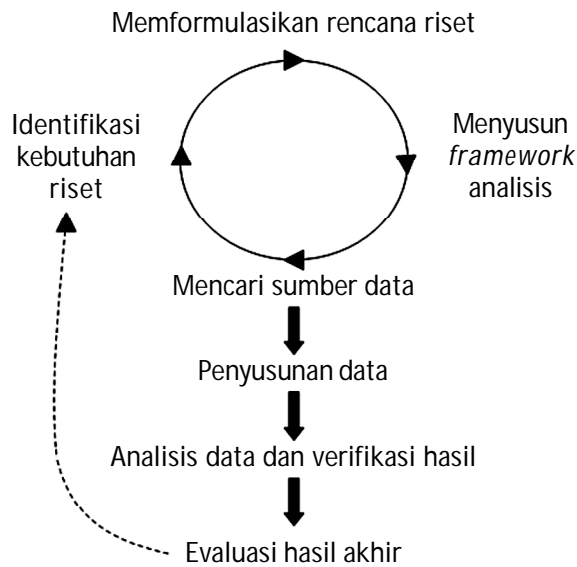 Memformulasikan rencana riset
Identifikasi
kebutuhan
riset
Menyusun
framework
analisis
Mencari sumber data
Penyusunan data
Analisis data dan verifikasi hasil
Evaluasi hasil akhir